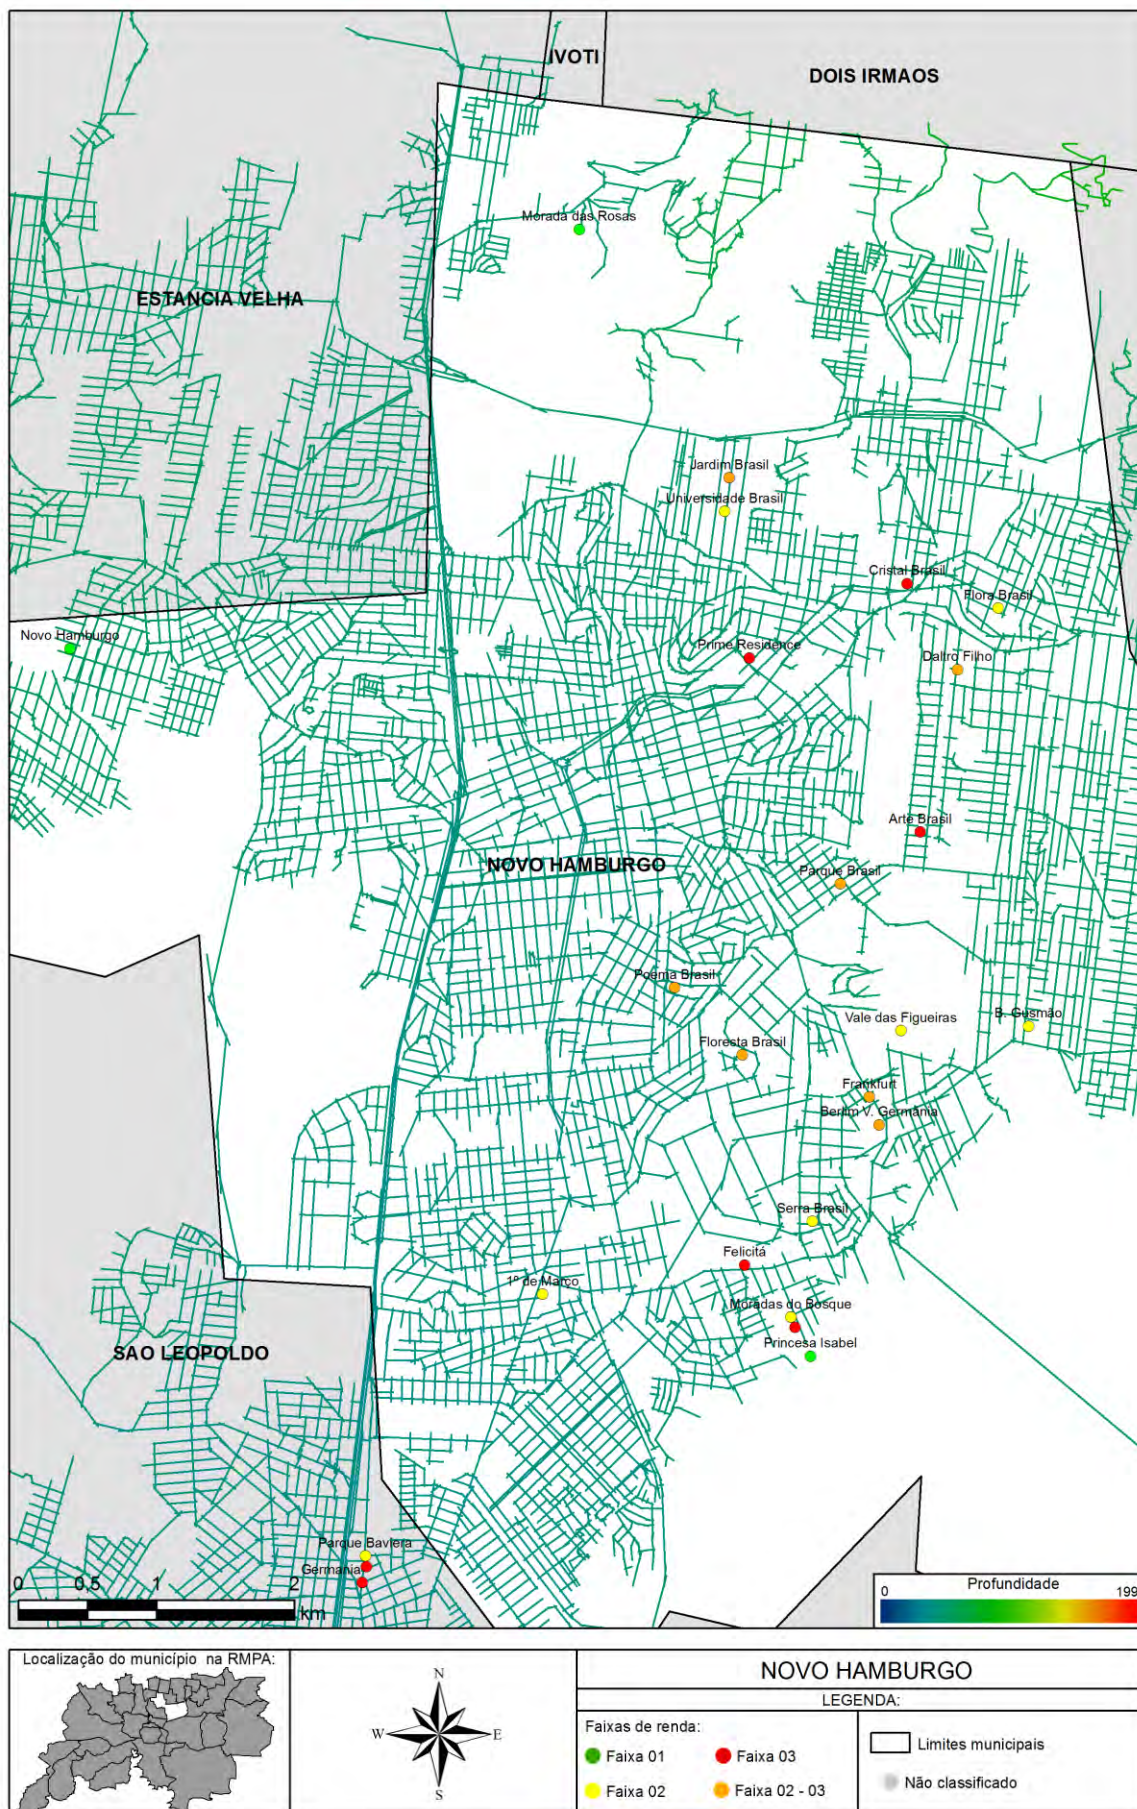 IVOTI
DOIS IRMAOS
Morada das Rosas
ESTANCIA VELHA
Jardim Brasil
Universidade Brasil
Cristal Brasil
Flora Brasil
Novo Hamburgo
Prime Residence
Daltro Filho
Arte Brasil
NOVO HAMBURGO
Parque Brasil
Poema Brasil
Vale das Figueiras
B. Gusmão
Floresta Brasil
Frankfurt
Berlim V. Germania
Serra Brasil
Felicitá
1º de Março
Moradas do Bosque
Princesa Isabel
SAO LEOPOLDO
Parque Baviera
Germania
0 0,5 1 2
km
Profundidade
0 199
Localização do município na RMPA:
N
W E
S
NOVO HAMBURGO
LEGENDA:
Faixas de renda:
Faixa 01
Faixa 03
Faixa 02
Faixa 02 - 03
Limites municipais
Não classificado